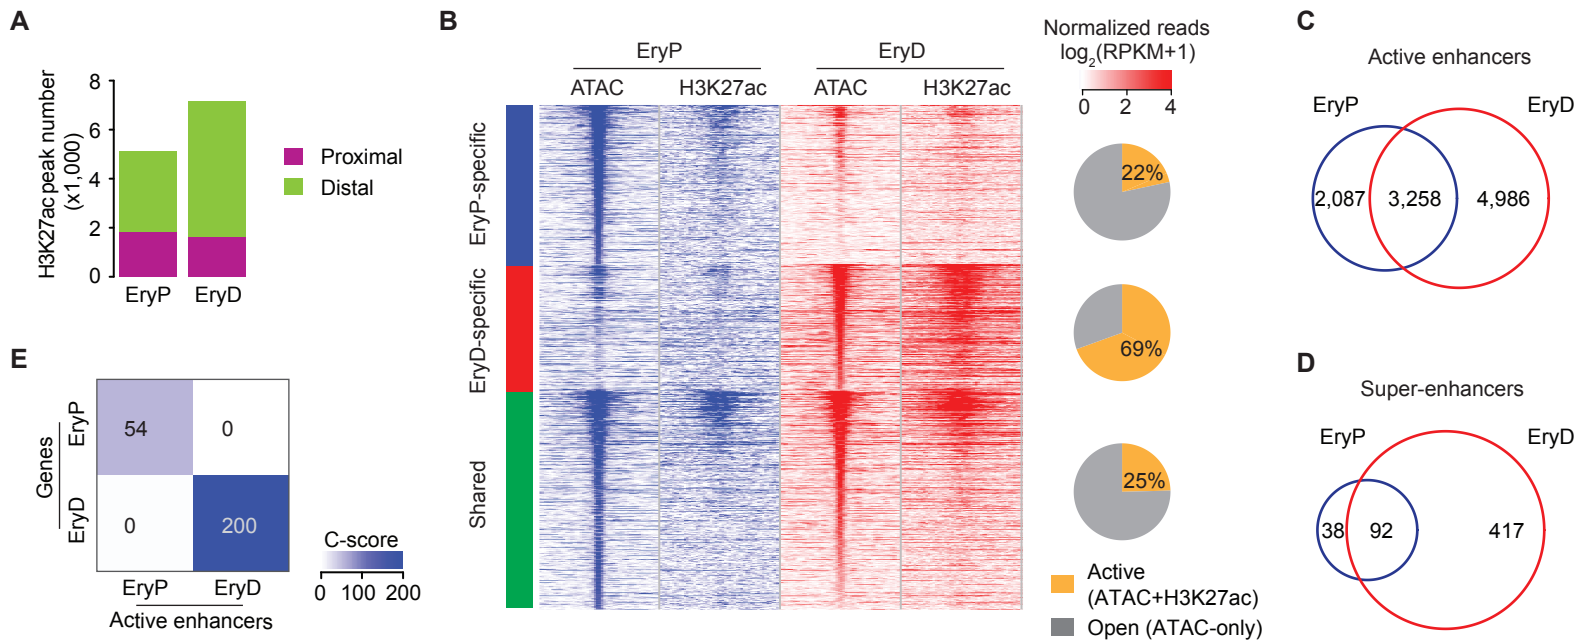 A
H3K27acpeak number
(x1,000)
8
6
4
2
0
EryP
EryD
Proximal
Distal
B
EryP
EryD
ATAC
H3K27ac
ATAC
H3K27ac
EryP-specific
EryD-specific
Shared
Normalized reads
log2(RPKM+1)
0
2
4
22%
69%
25%
Active
(ATAC+H3K27ac)
Open (ATAC-only)
C
Active enhancers
EryP
EryD
2,087
3,258
4,986
D
Super-enhancers
EryP
EryD
38
92
417
E
Genes
EryP
EryD
54
0
0
200
EryP
EryD
Active enhancers
C-score
0
100
200